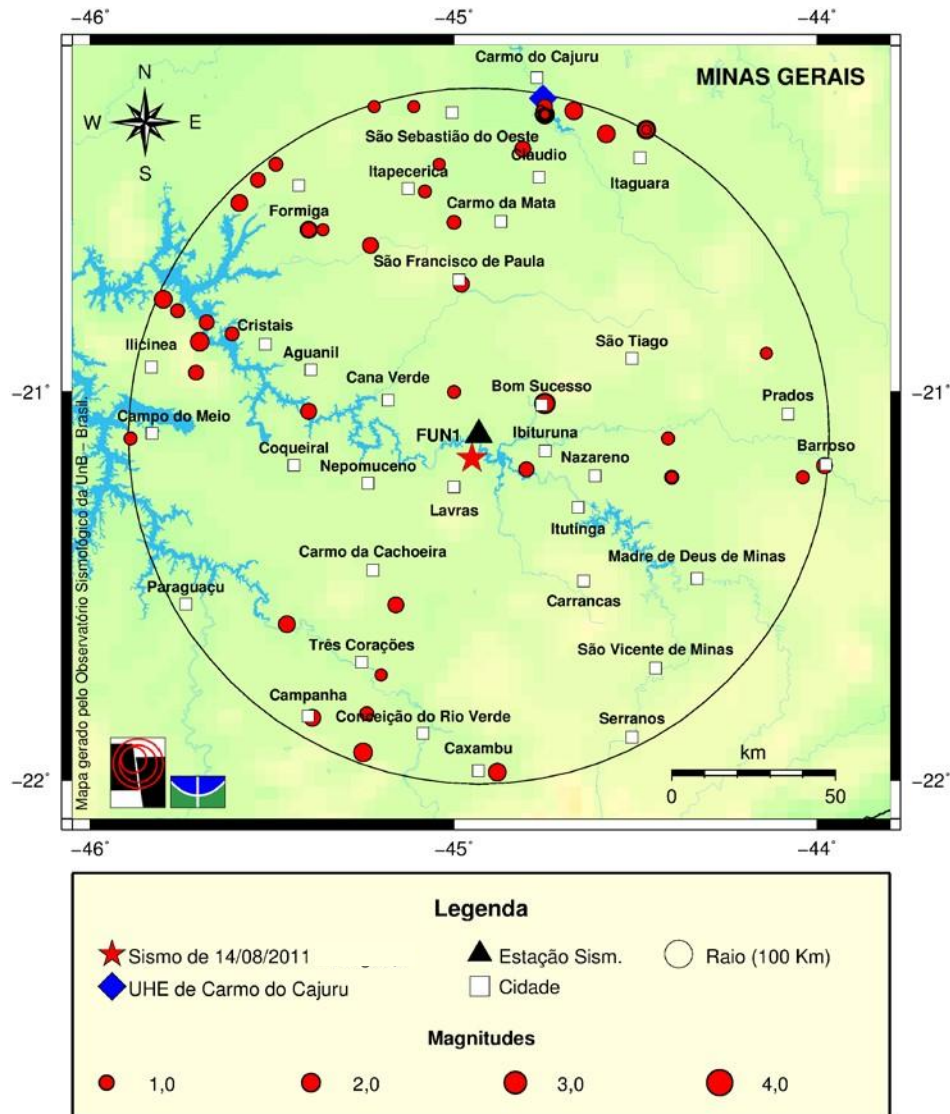 −46
−45
−44
Carmo do Cajuru
MINAS GERAIS
N
W
E
S
São Sebastião do Oeste
Cláudio
Itapecerica
Itaguara
Carmo da Mata
Formiga
São Francisco de Paula
Cristais
São Tiago
Ilicinea
Aguanil
Cana Verde
Bom Sucesso
−21
−21
Prados
Campo do Meio
FUN1
Ibituruna
Barroso
Coqueiral
Nepomuceno
Nazareno
Lavras
Itutinga
Carmo da Cachoeira
Madre de Deus de Minas
Paraguaçu
Carrancas
Três Corações
São Vicente de Minas
Campanha
Conceição do Rio Verde
Serranos
Caxambu
km
−22
−22
0
50
Mapa gerado pelo Observatório Sismológico da UnB – Brasil.
−46
−45
−44
Legenda
Sismo de 14/08/2011
Estação Sism.
Raio (100 Km)
UHE de Carmo do Cajuru
Cidade
Magnitudes
1,0
2,0
3,0
4,0